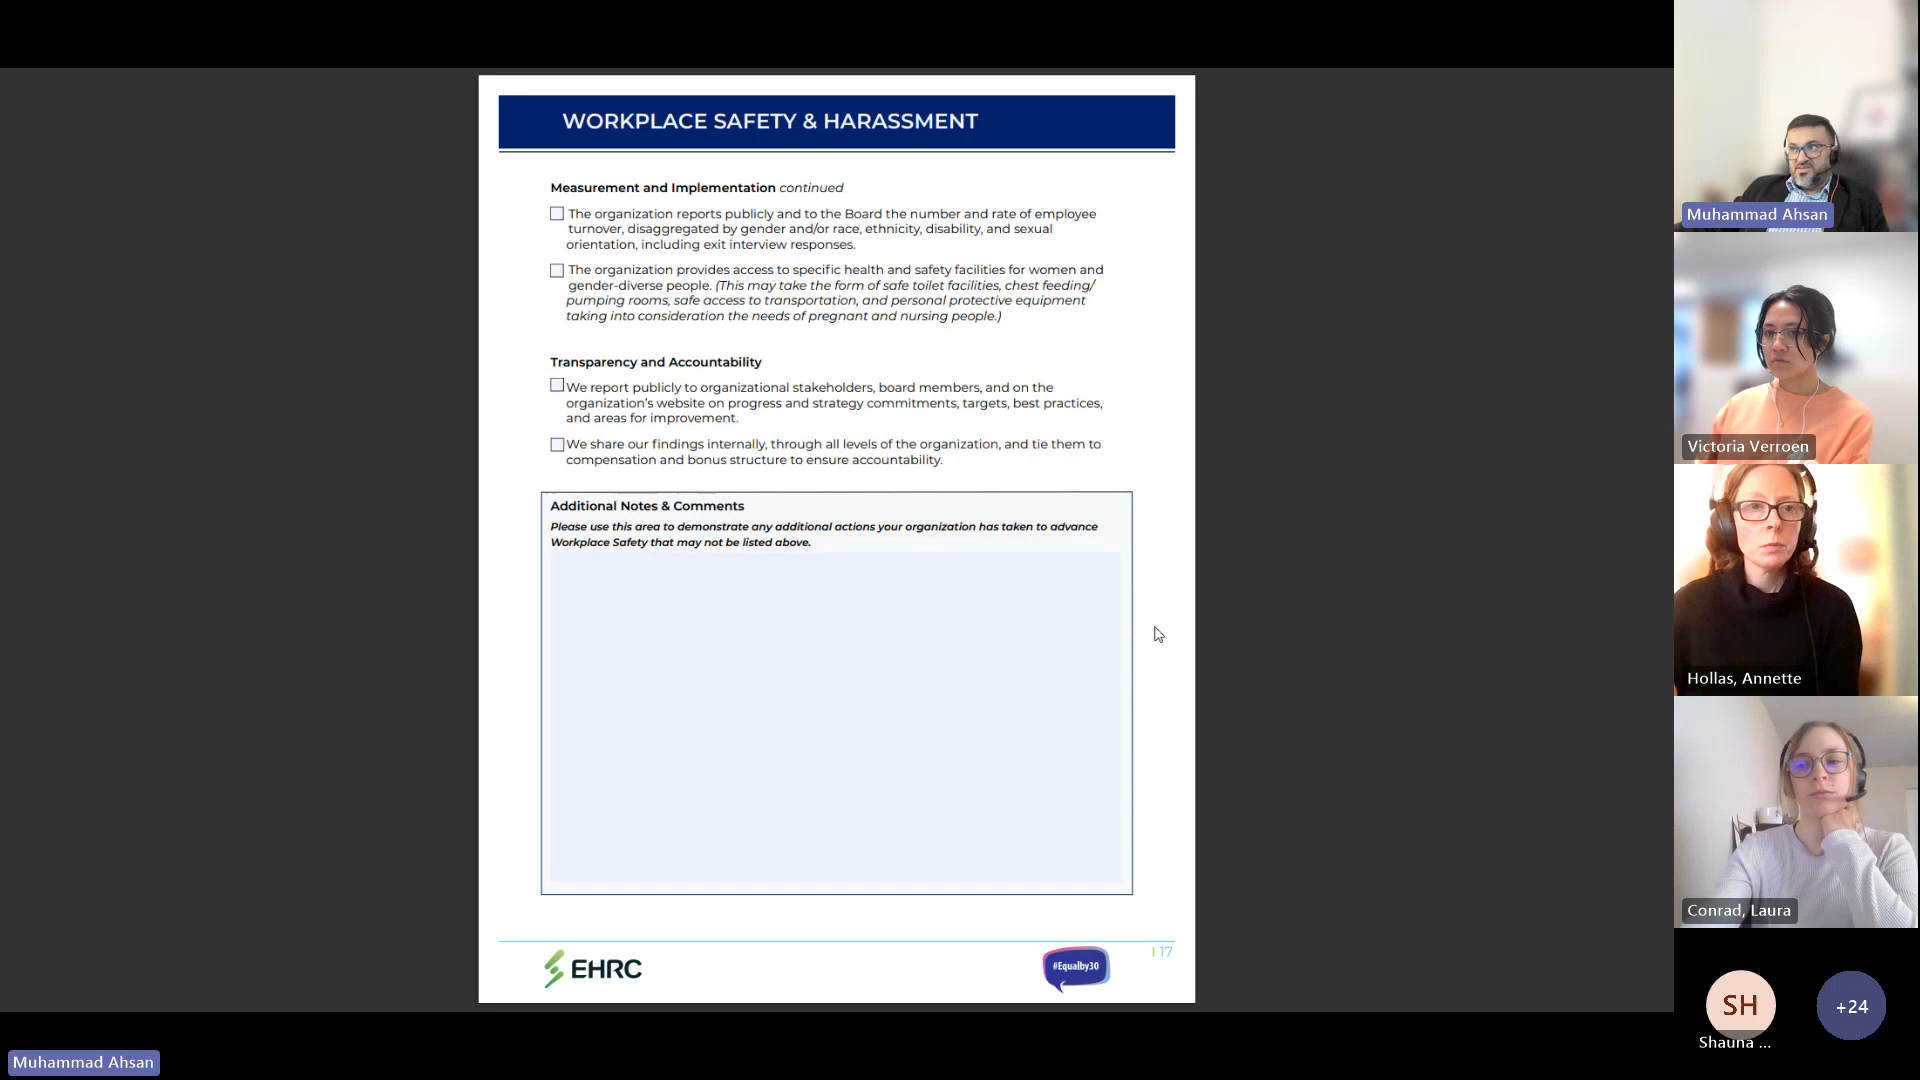 WORKPLACE SAFETY & HARASSMENT
Measurement and Implementation continued
The organization reports publicly and to the Board the number and rate of employee
turnover, disaggregated by gender and/or race, ethnicity, disability, and sexual
orientation, including exit interview responses.
The organization provides access to specific health and safety facilities for women and
gender-diverse people. (This may take the form of safe toilet facilities, chest feeding/
pumping rooms, safe access to transportation, and personal protective equipment
taking into consideration the needs of pregnant and nursing people.)
Transparency and Accountability
We report publicly to organizational stakeholders, board members, and on the
organization's website on progress and strategy commitments, targets, best practices,
and areas for improvement.
We share our findings internally, through all levels of the organization, and tie them to
compensation and bonus structure to ensure accountability.
Additional Notes & Comments
Please use this area to demonstrate any additional actions your organization has taken to advance
Workplace Safety that may not be listed above.
EHRC
#Equalby30
| 17
Muhammad Ahsan
Victoria Verroen
Hollas, Annette
Conrad, Laura
SH
+24
Shauna ...
Muhammad Ahsan